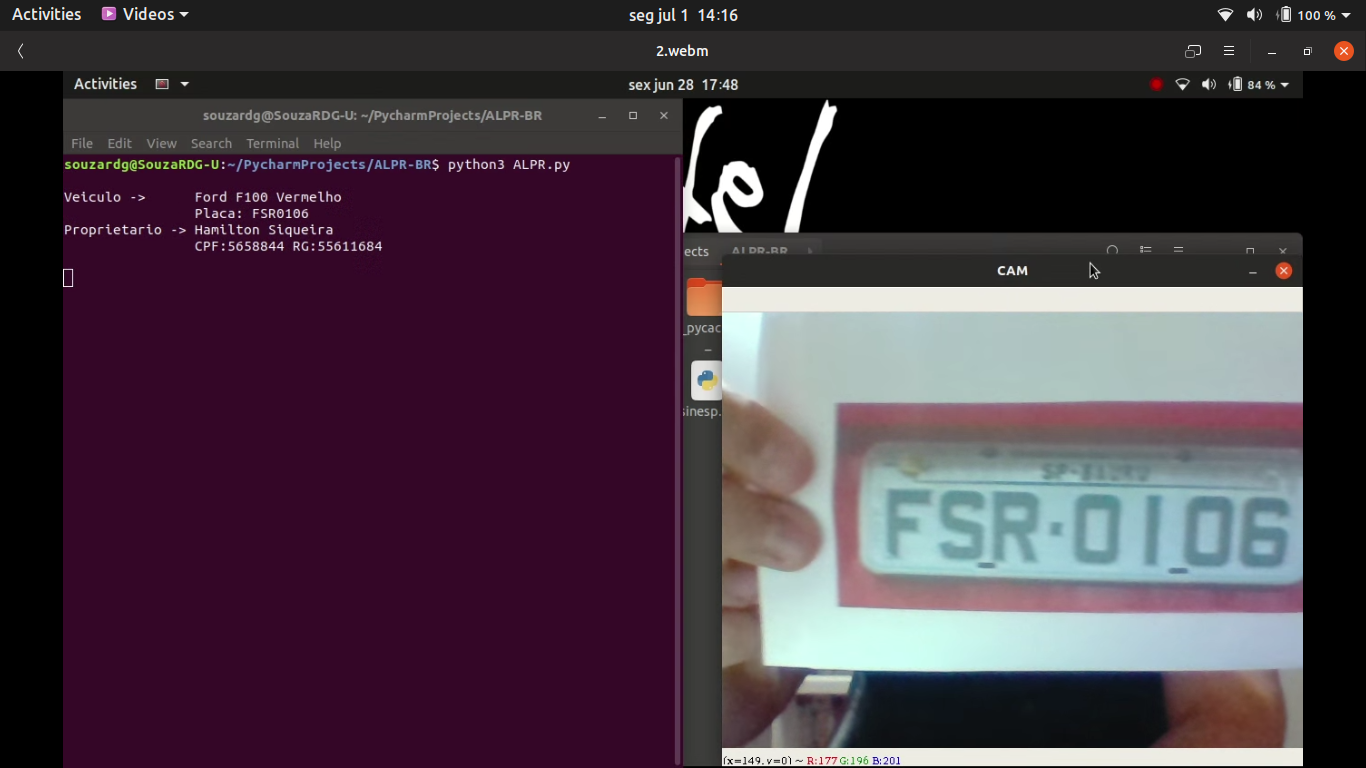 Activities Videos seg jul 1 14:16 100 %
2.webm
Activities sex jun 28 17:48 84 %
souzardg@SouzaRDG-U: ~/PycharmProjects/ALPR-BR
File Edit View Search Terminal Help
souzardg@SouzaRDG-U:~/PycharmProjects/ALPR-BR$ python3 ALPR.py
Veiculo -> Ford F100 Vermelho
Placa: FSR0106
Proprietario -> Hamilton Siqueira
CPF:5658844 RG:55611684
ects ALPR-BR
CAM
_pycac
_
sinesp.
FSR·0106
(x=149, y=0) ~ R:177 G:196 B:201